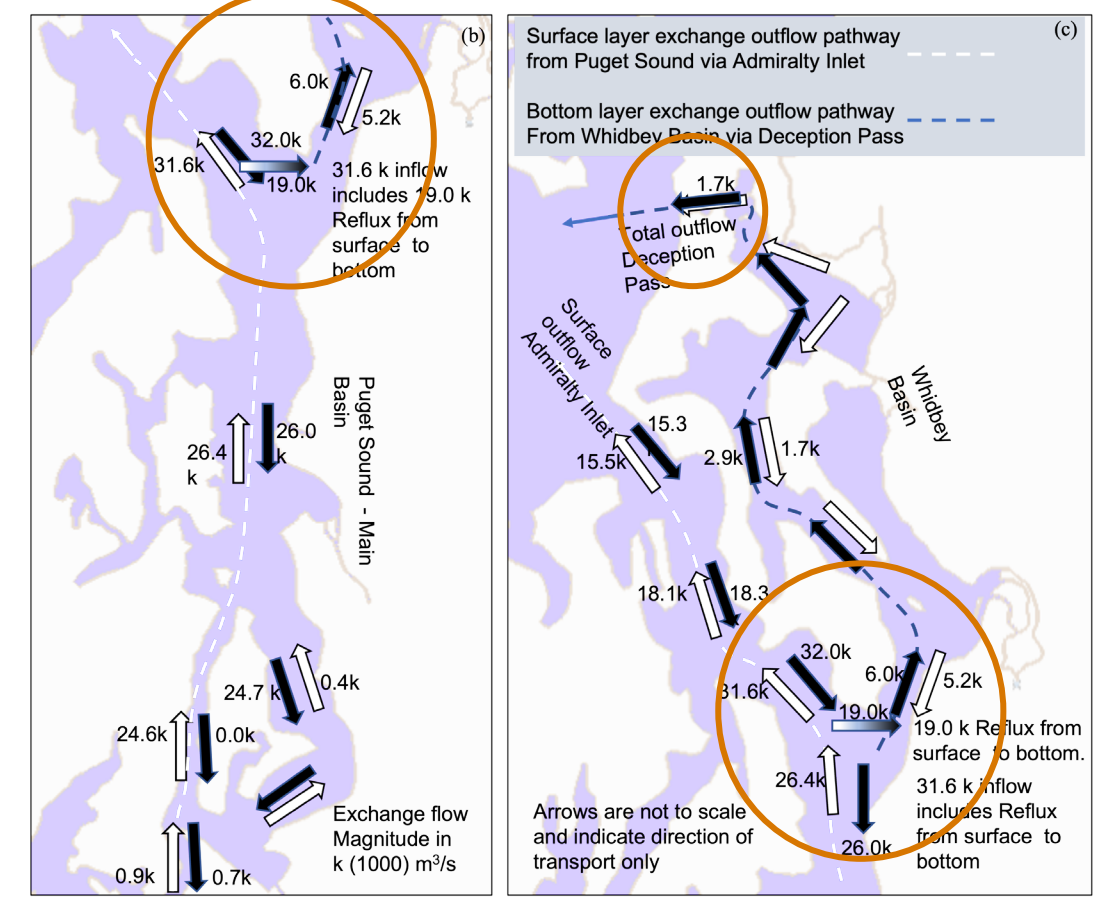 (b)
6.0k
5.2k
32.0k
31.6k
19.0k
31.6 k inflow
includes 19.0 k
Reflux from
surface to
bottom
Puget Sound - Main
Basin
26.0
k
26.4
k
24.7 k
0.4k
24.6k
0.0k
Exchange flow
Magnitude in
k (1000) m³/s
0.9k
0.7k
(c)
Surface layer exchange outflow pathway
from Puget Sound via Admiralty Inlet
Bottom layer exchange outflow pathway
From Whidbey Basin via Deception Pass
1.7k
Total outflow
Deception
Pass
Surface
outflow
Admiralty Inlet
Whidbey
Basin
15.3
15.5k
2.9k
1.7k
18.1k
18.3
32.0k
31.6k
6.0k
5.2k
19.0k
19.0 k Reflux from
surface to bottom.
26.4k
31.6 k inflow
includes Reflux
from surface to
bottom
26.0k
Arrows are not to scale
and indicate direction of
transport only